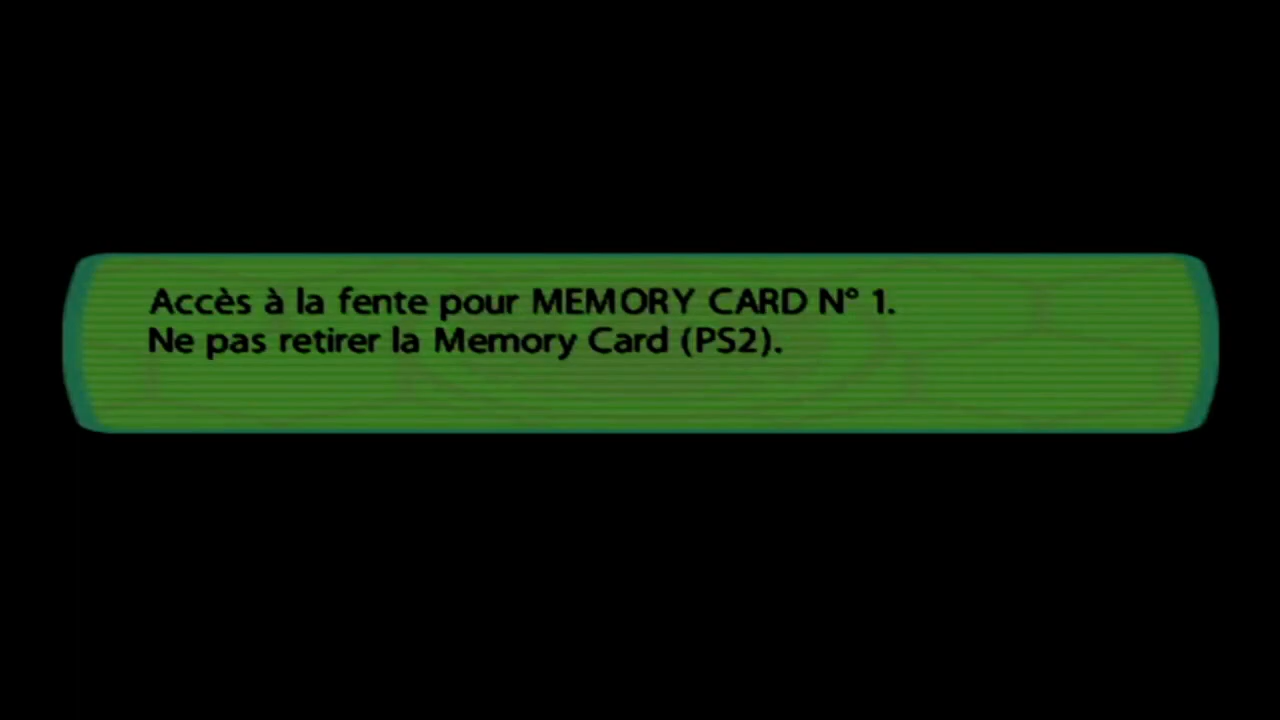 Accès à la fente pour MEMORY CARD N° 1.
Ne pas retirer la Memory Card (PS2).